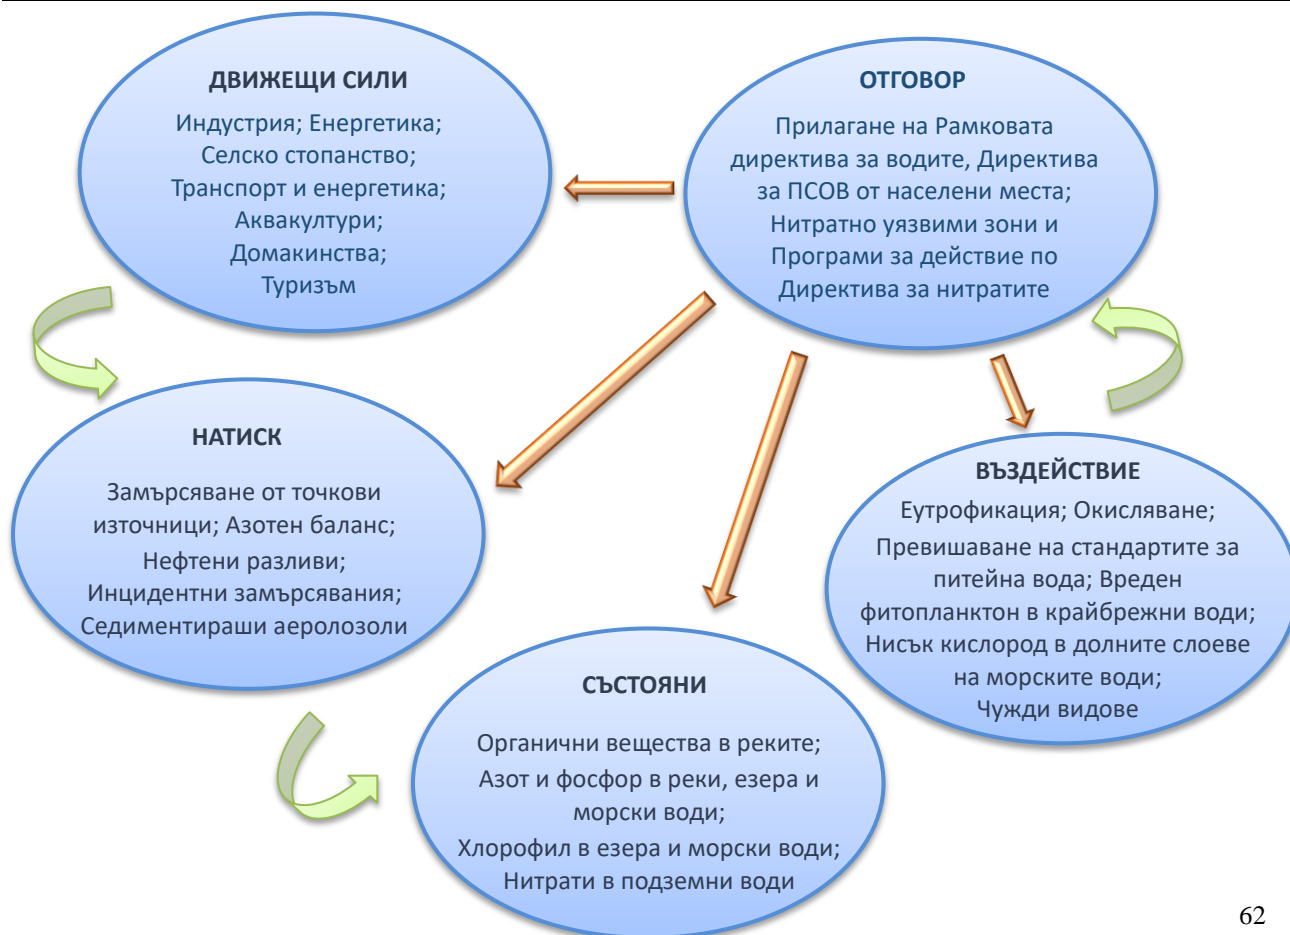 ДВИЖЕЩИ СИЛИ
Индустрия; Енергетика;
Селско стопанство;
Транспорт и енергетика;
Аквакултури;
Домакинства;
Туризъм
ОТГОВОР
Прилагане на Рамковата
директива за водите, Директива
за ПСОВ от населени места;
Нитратно уязвими зони и
Програми за действие по
Директива за нитратите
НАТИСК
Замърсяване от точкови
източници; Азотен баланс;
Нефтени разливи;
Инцидентни замърсявания;
Седиментираши аеролозоли
ВЪЗДЕЙСТВИЕ
Еутрофикация; Окисляване;
Превишаване на стандартите за
питейна вода; Вреден
фитопланктон в крайбрежни води;
Нисък кислород в долните слоеве
на морските води;
Чужди видове
СЪСТОЯНИ
Органични вещества в реките;
Азот и фосфор в реки, езера и
морски води;
Хлорофил в езера и морски води;
Нитрати в подземни води
62